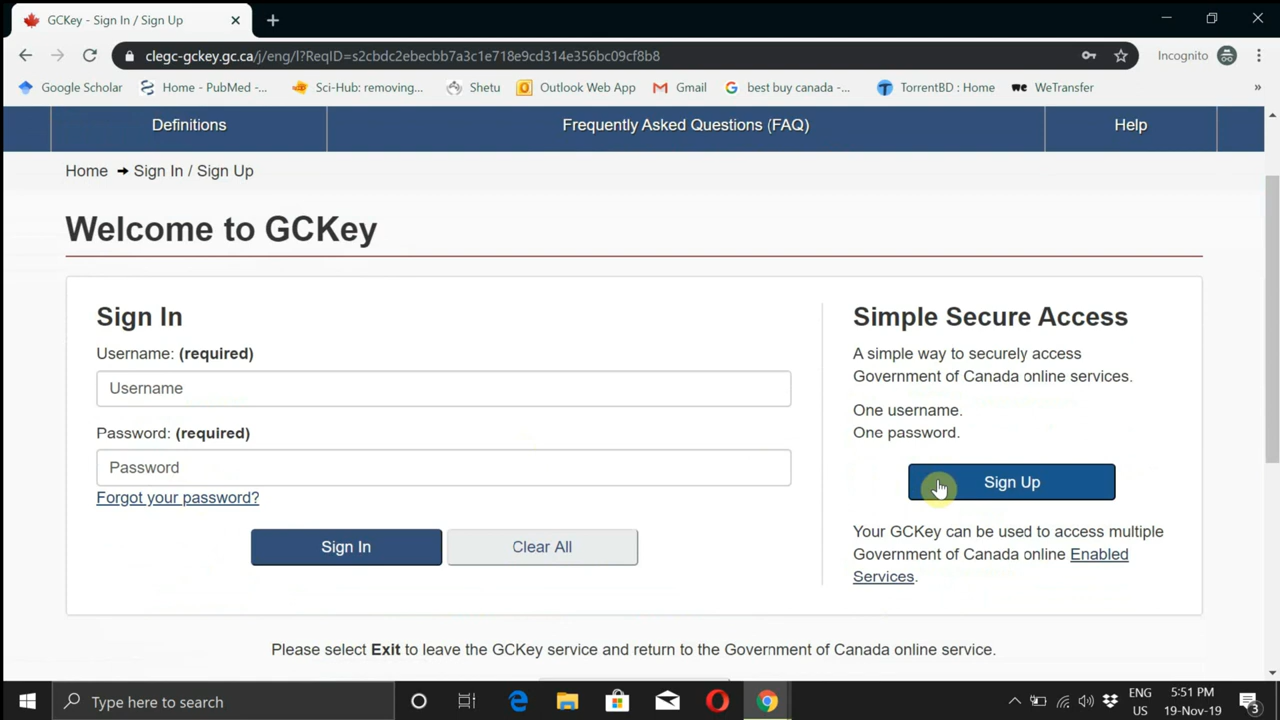 GCKey - Sign In / Sign Up
clegc-gckey.gc.ca/j/eng/l?ReqID=s2cbdc2ebecbb7a3c1e718e9cd314e356bc09cf8b8
Incognito
Google Scholar
Home - PubMed -...
Sci-Hub: removing...
Shetu
Outlook Web App
Gmail
best buy canada -...
TorrentBD : Home
WeTransfer
»
Definitions
Frequently Asked Questions (FAQ)
Help
Home → Sign In / Sign Up
Welcome to GCKey
Sign In
Username: (required)
Username
Password: (required)
Password
Forgot your password?
Sign In
Clear All
Simple Secure Access
A simple way to securely access
Government of Canada online services.
One username.
One password.
Sign Up
Your GCKey can be used to access multiple
Government of Canada online Enabled
Services.
Please select Exit to leave the GCKey service and return to the Government of Canada online service.
Type here to search
ENG
US
5:51 PM
19-Nov-19
3